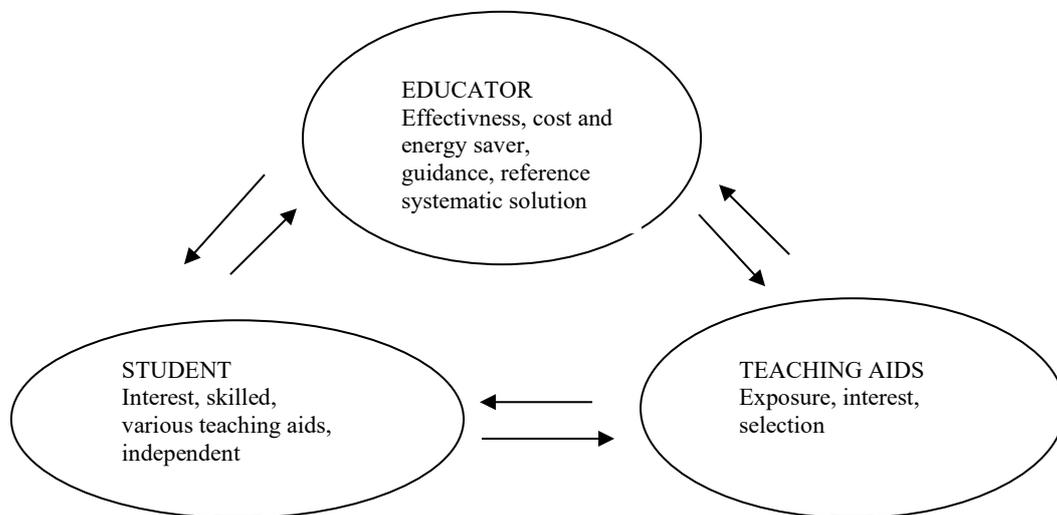 EDUCATOR
Effectivness, cost and
energy saver,
guidance, reference
systematic solution
STUDENT
Interest, skilled,
various teaching aids,
independent
TEACHING AIDS
Exposure, interest,
selection